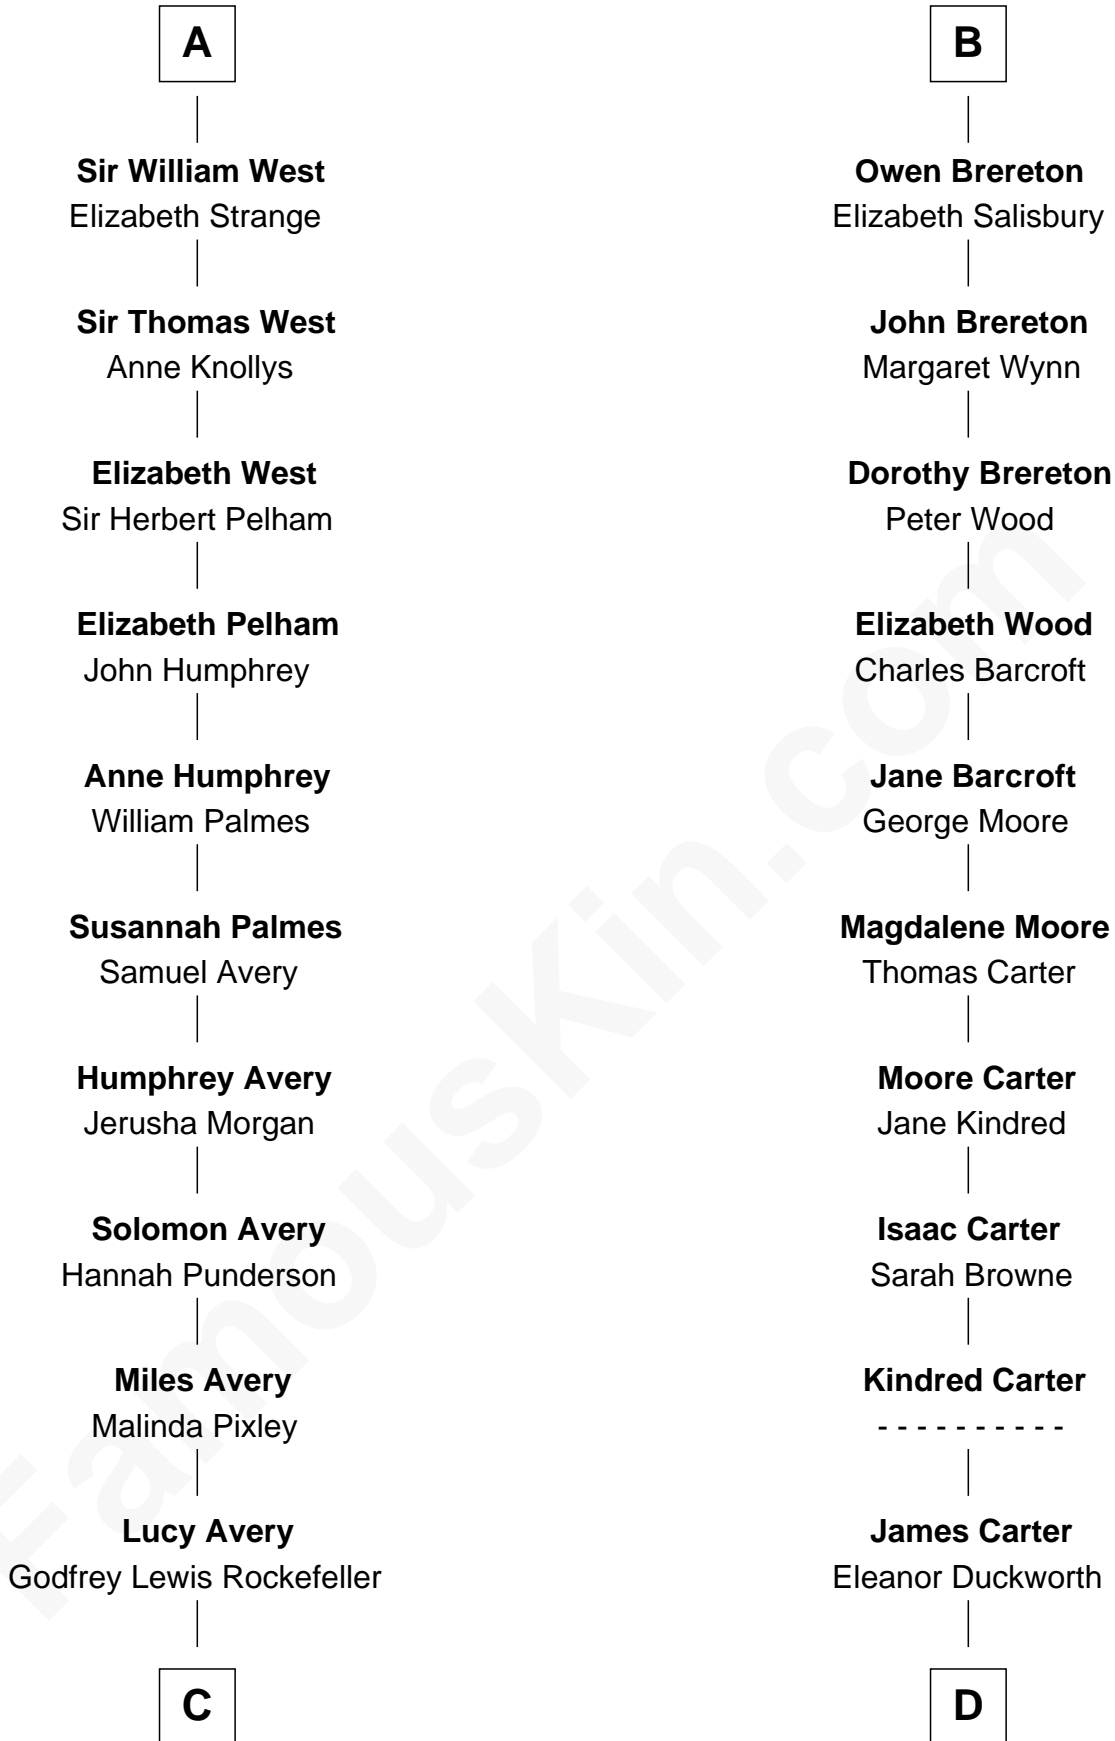 A
Sir William West
Elizabeth Strange
Sir Thomas West
Anne Knollys
Elizabeth West
Sir Herbert Pelham
Elizabeth Pelham
John Humphrey
Anne Humphrey
William Palmes
Susannah Palmes
Samuel Avery
Humphrey Avery
Jerusha Morgan
Solomon Avery
Hannah Punderson
Miles Avery
Malinda Pixley
Lucy Avery
Godfrey Lewis Rockefeller
C
B
Owen Brereton
Elizabeth Salisbury
John Brereton
Margaret Wynn
Dorothy Brereton
Peter Wood
Elizabeth Wood
Charles Barcroft
Jane Barcroft
George Moore
Magdalene Moore
Thomas Carter
Moore Carter
Jane Kindred
Isaac Carter
Sarah Browne
Kindred Carter
- - - - - - - - - -
James Carter
Eleanor Duckworth
D
FamousKin.com